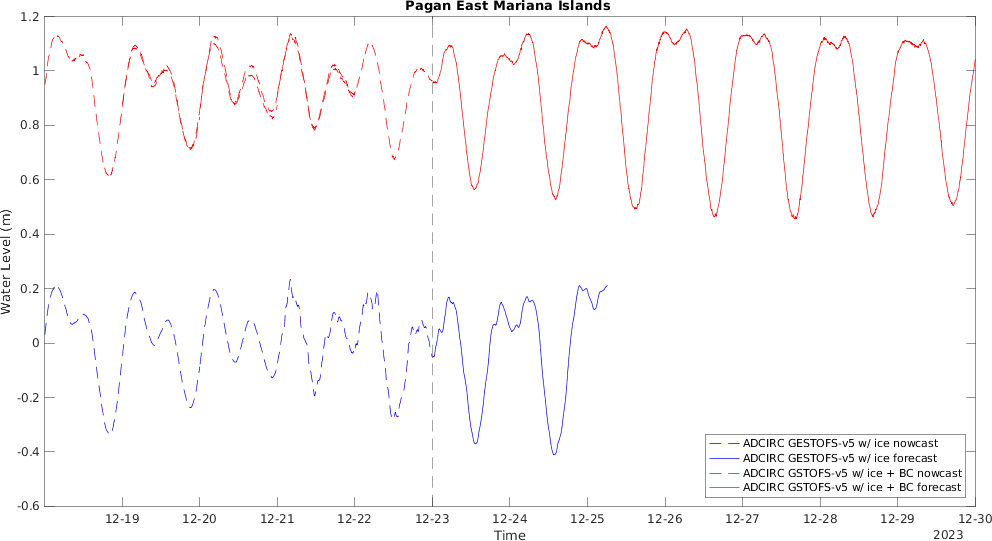 Pagan East Mariana Islands
1.2
1
0.8
0.6
0.4
0.2
0
-0.2
-0.4
-0.6
Water Level (m)
ADCIRC GESTOFS-v5 w/ ice nowcast
ADCIRC GESTOFS-v5 w/ ice forecast
ADCIRC GSTOFS-v5 w/ ice + BC nowcast
ADCIRC GSTOFS-v5 w/ ice + BC forecast
12-19 12-20 12-21 12-22 12-23 12-24 12-25 12-26 12-27 12-28 12-29 12-30
Time
2023